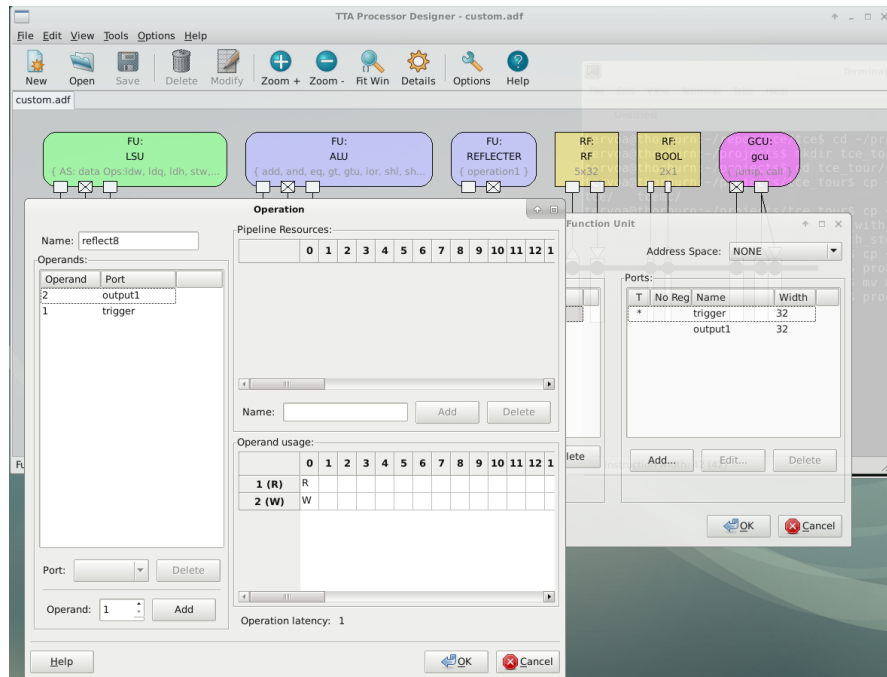 TTA Processor Designer - custom.adf
File Edit View Tools Options Help
New Open Save Delete Modify Zoom + Zoom - Fit Win Details Options Help
custom.adf
FU: FU: FU: RF: RF: GCU:
LSU ALU REFLECTER RF BOOL gcu
{ AS: data Ops:ldw, ldq, ldh, stw,... { add, and, eq, gt, gtu, ior, shl, sh... { operation1 } 5x32 2x1 { jump, call }
Operation
Function Unit
Name: reflect8
Pipeline Resources:
Address Space: NONE
Operands:
0 1 2 3 4 5 6 7 8 9 10 11 12 1
Ports:
Operand Port
T No Reg Name Width
2 output1
* trigger 32
1 trigger
output1 32
Name: Add Delete
Operand usage:
0 1 2 3 4 5 6 7 8 9 10 11 12 1
lete
Add... Edit... Delete
1 (R) R
2 (W) W
OK Cancel
Port: Delete
Operand: 1 Add
Operation latency: 1
Help OK Cancel